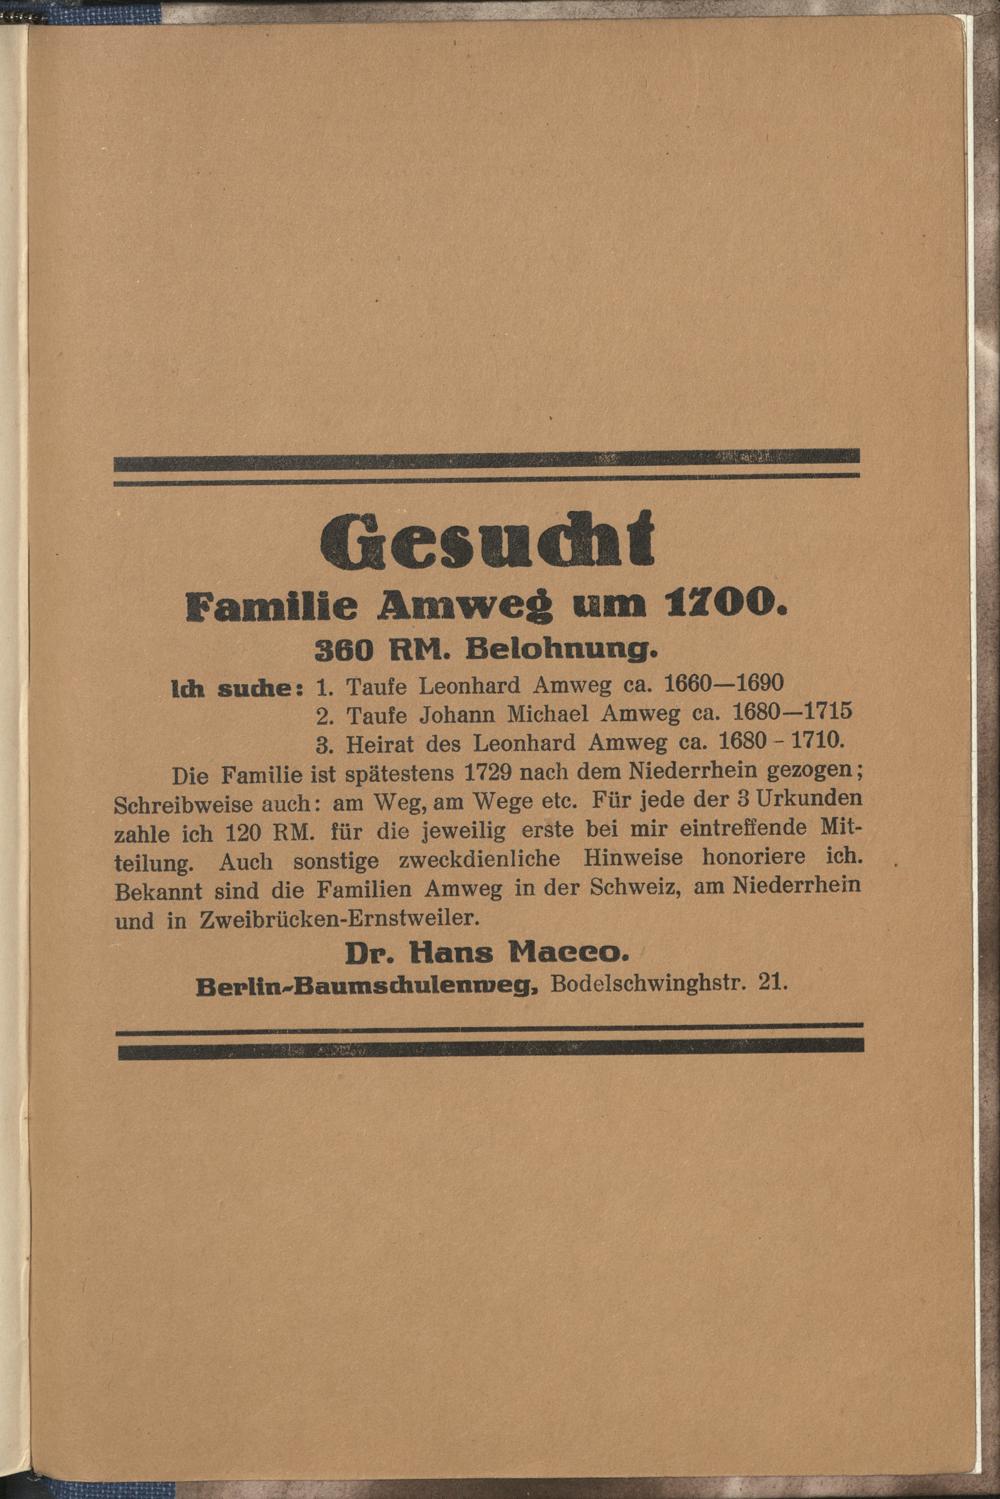 Gesucht
Familie Amweg um 1700.
360 RM. Belohnung.
Ich suche: 1. Taufe Leonhard Amweg ca. 1660—1690
2. Taufe Johann Michael Amweg ca. 1680—1715
3. Heirat des Leonhard Amweg ca. 1680 - 1710.
Die Familie ist spätestens 1729 nach dem Niederrhein gezogen;
Schreibweise auch: am Weg, am Wege etc. Für jede der 3 Urkunden
zahle ich 120 RM. für die jeweilig erste bei mir eintreffende Mit-
teilung. Auch sonstige zweckdienliche Hinweise honoriere ich.
Bekannt sind die Familien Amweg in der Schweiz, am Niederrhein
und in Zweibrücken-Ernstweiler.
Dr. Hans Macco.
Berlin-Baumschulenweg, Bodelschwinghstr. 21.